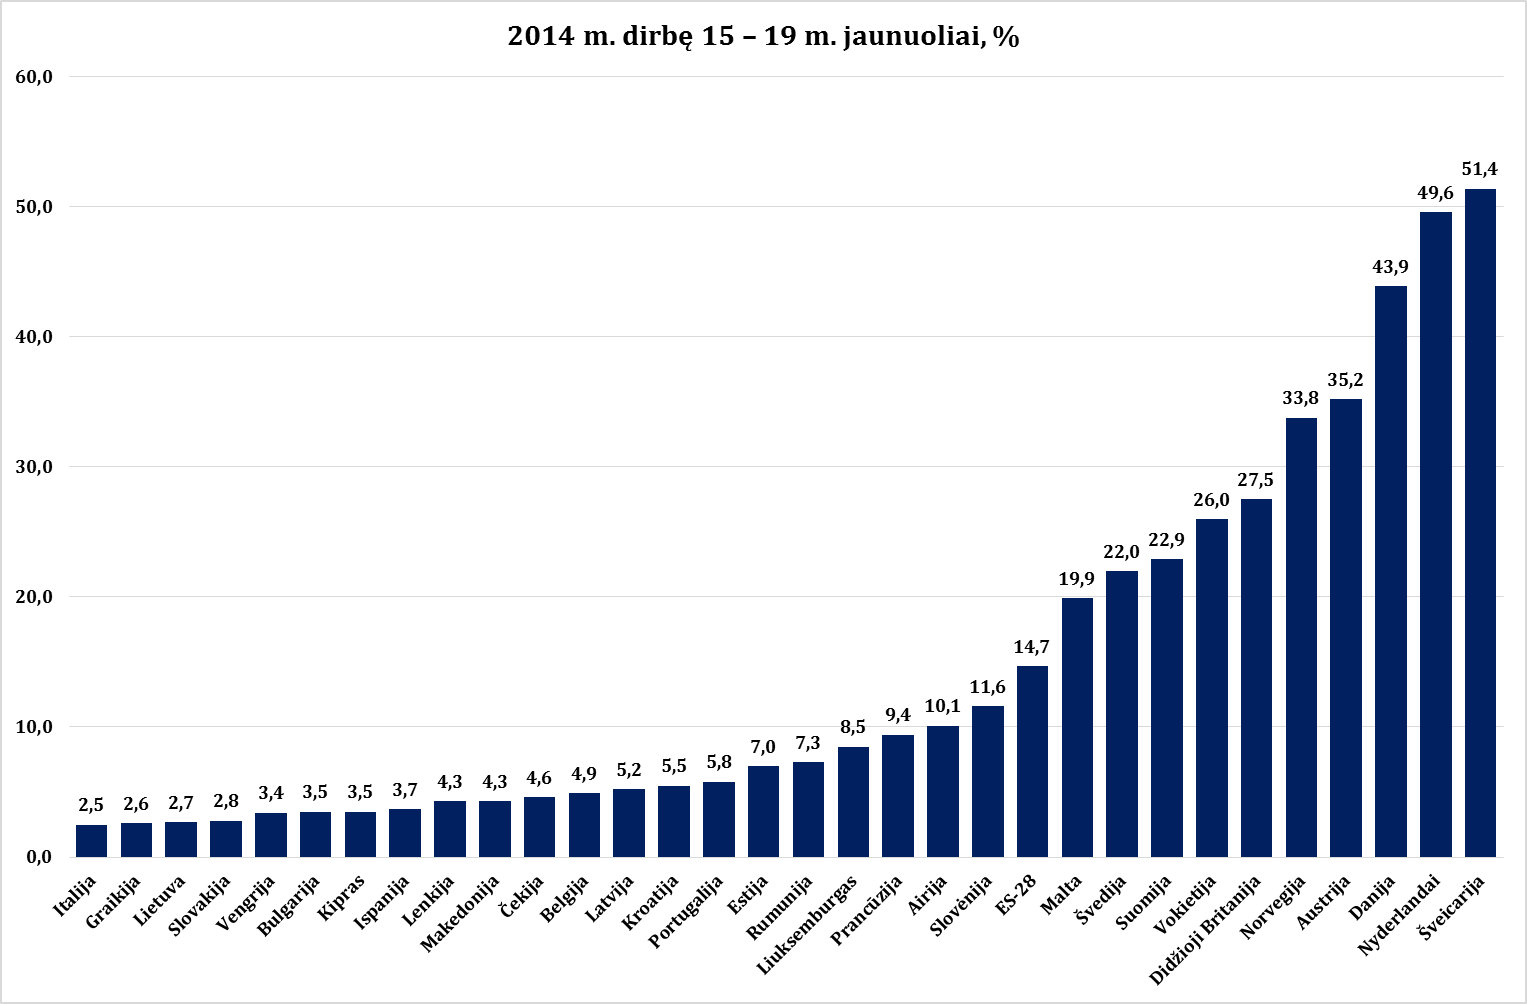 2014 m. dirbę 15 – 19 m. jaunuoliai, %
60,0
50,0
40,0
30,0
20,0
10,0
0,0
2,5
2,6
2,7
2,8
3,4
3,5
3,5
3,7
4,3
4,3
4,6
4,9
5,2
5,5
5,8
7,0
7,3
8,5
9,4
10,1
11,6
14,7
19,9
22,0
22,9
26,0
27,5
33,8
35,2
43,9
49,6
51,4
Italija
Graikija
Lietuva
Slovakija
Vengrija
Bulgarija
Kipras
Ispanija
Lenkija
Makedonija
Čekija
Belgija
Latvija
Kroatija
Portugalija
Estija
Rumunija
Liuksemburgas
Prancūzija
Airija
Slovėnija
ES-28
Malta
Švedija
Suomija
Vokietija
Didžioji Britanija
Norvegija
Austrija
Danija
Nyderlandai
Šveicarija